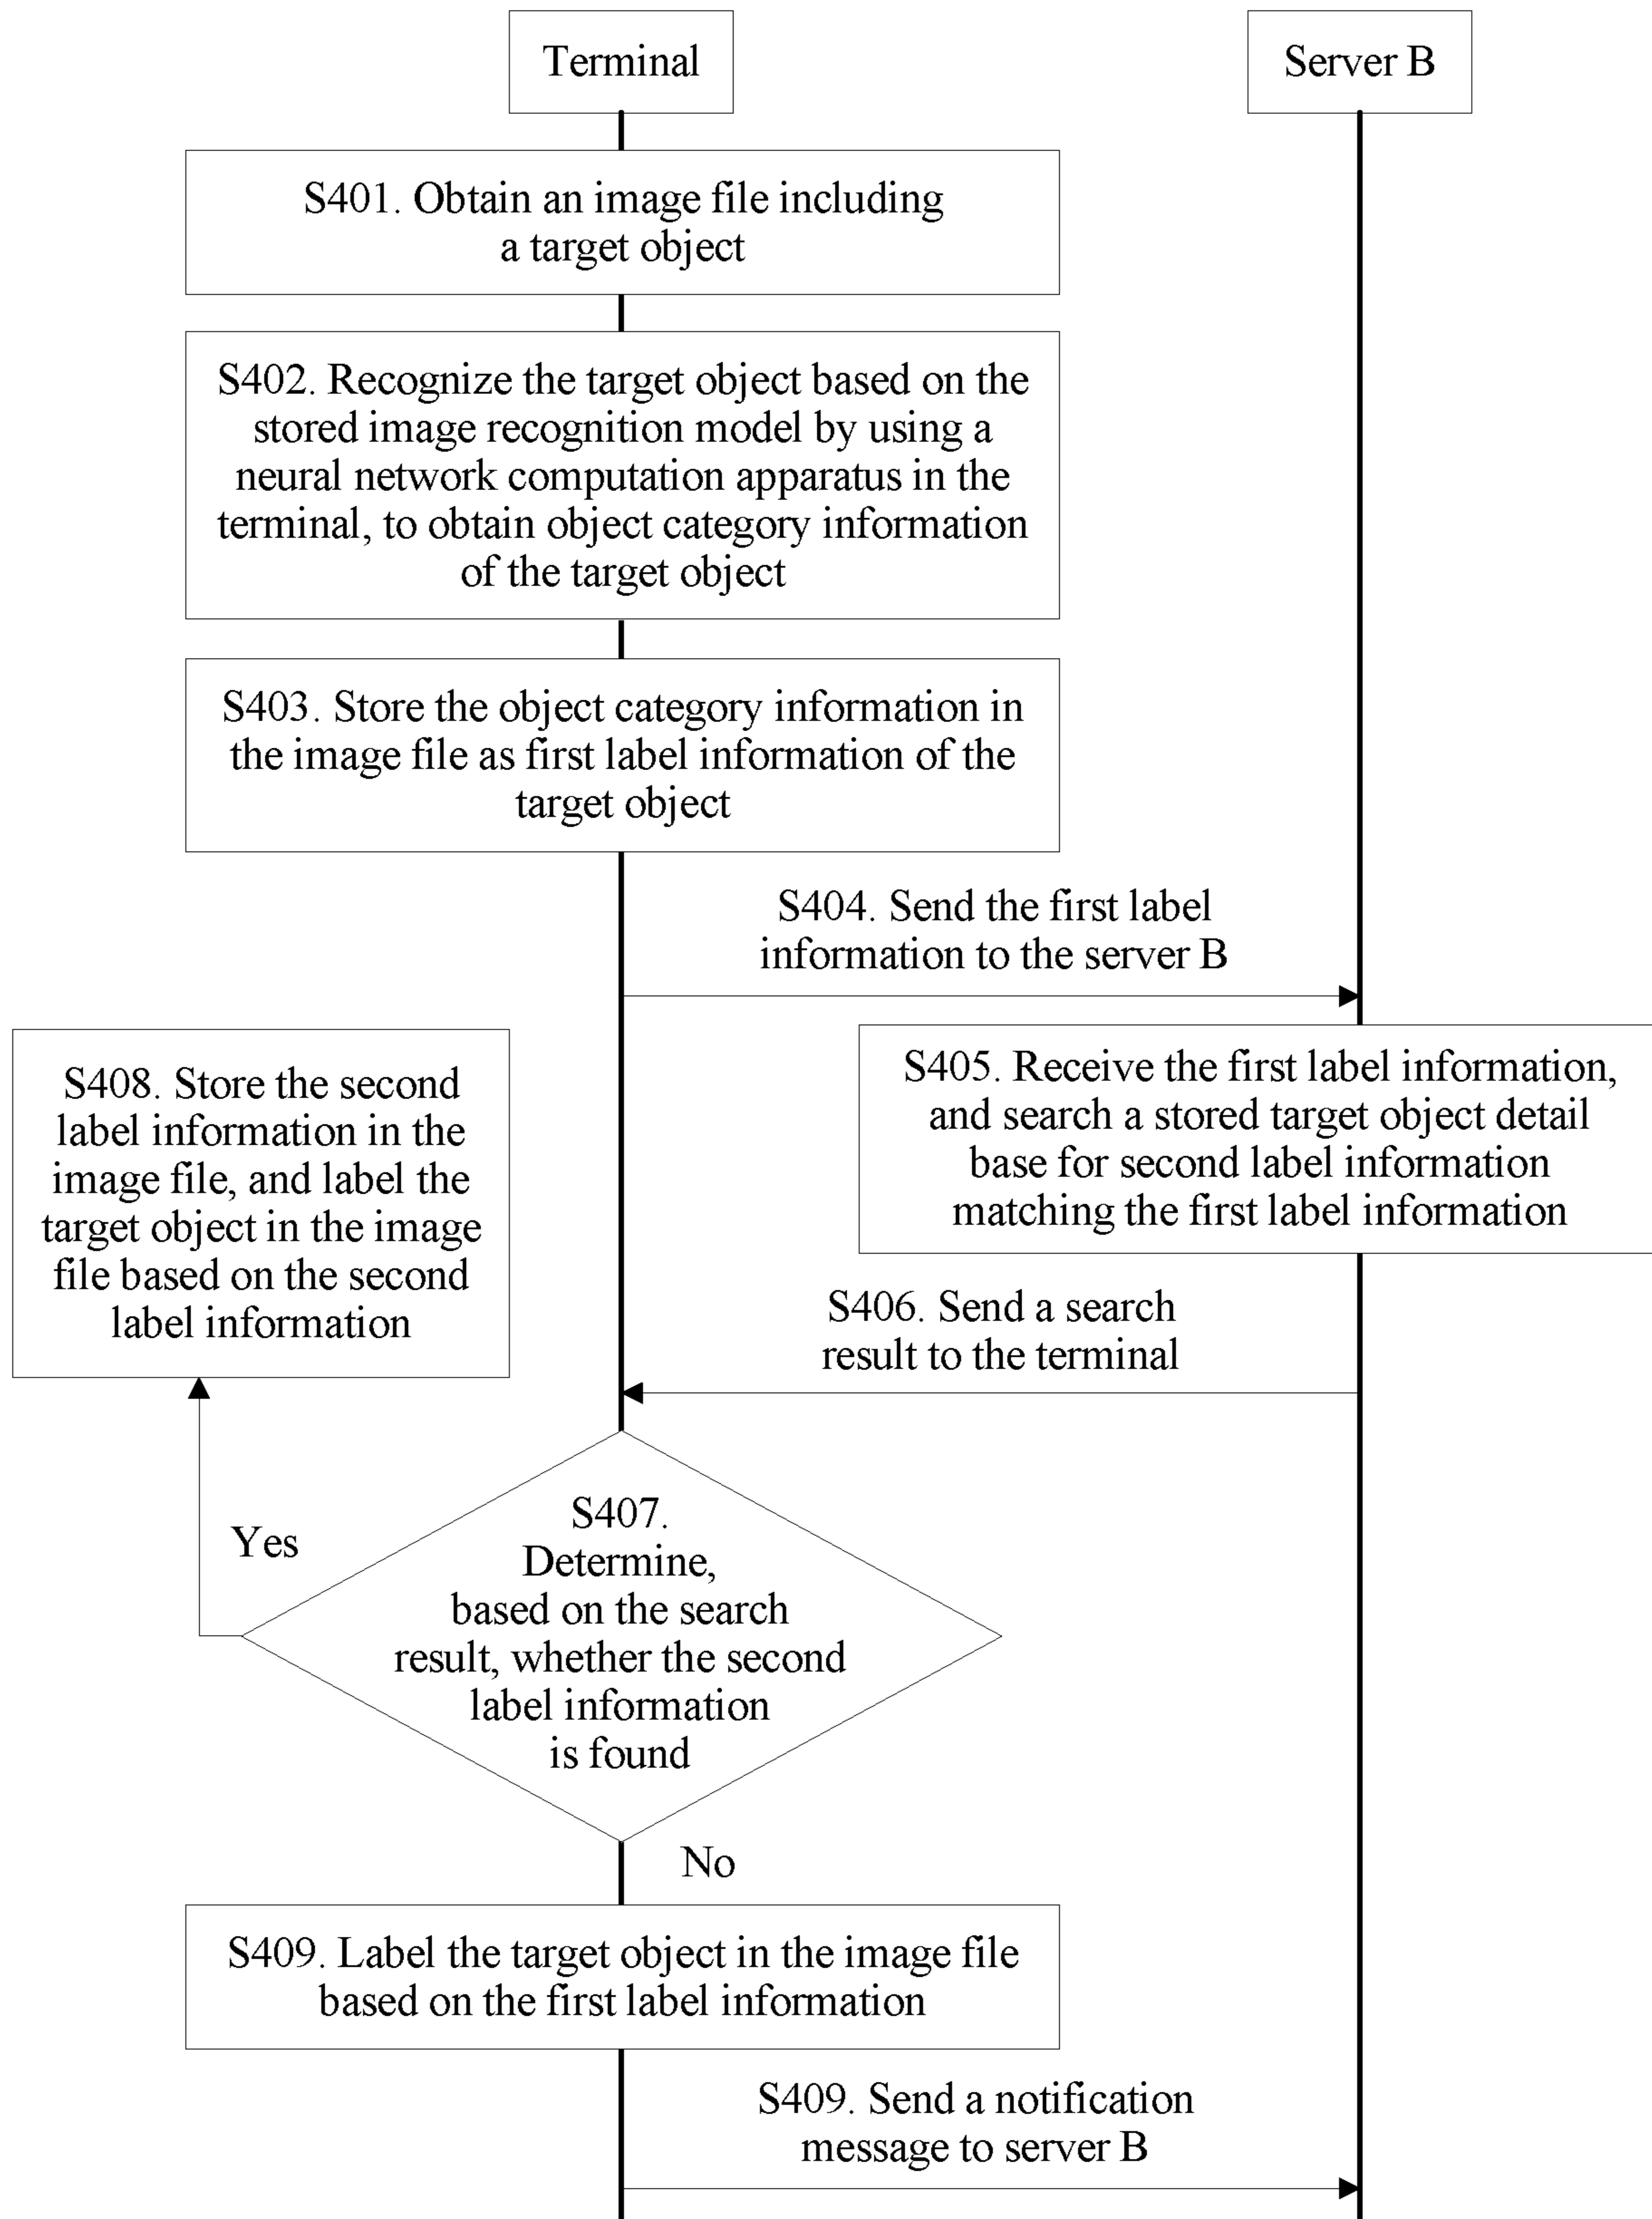 Terminal
Server B
S401. Obtain an image file including
a target object
S402. Recognize the target object based on the
stored image recognition model by using a
neural network computation apparatus in the
terminal, to obtain object category information
of the target object
S403. Store the object category information in
the image file as first label information of the
target object
S404. Send the first label
information to the server B
S405. Receive the first label information,
and search a stored target object detail
base for second label information
matching the first label information
S406. Send a search
result to the terminal
S407.
Determine,
based on the search
result, whether the second
label information
is found
Yes
S408. Store the second
label information in the
image file, and label the
target object in the image
file based on the second
label information
No
S409. Label the target object in the image file
based on the first label information
S409. Send a notification
message to server B